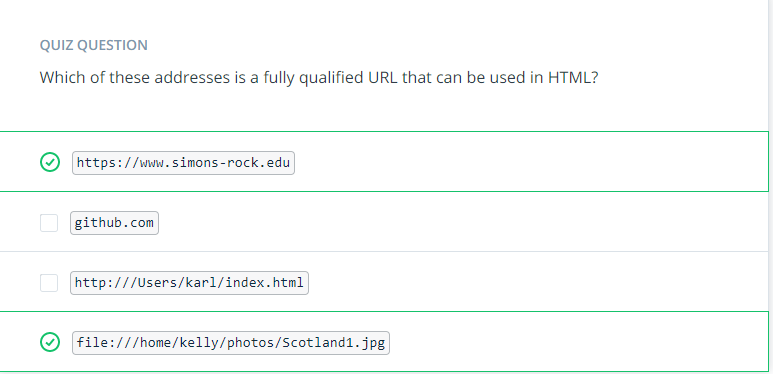 QUIZ QUESTION
Which of these addresses is a fully qualified URL that can be used in HTML?
https://www.simons-rock.edu
github.com
http:///Users/karl/index.html
file:///home/kelly/photos/Scotland1.jpg